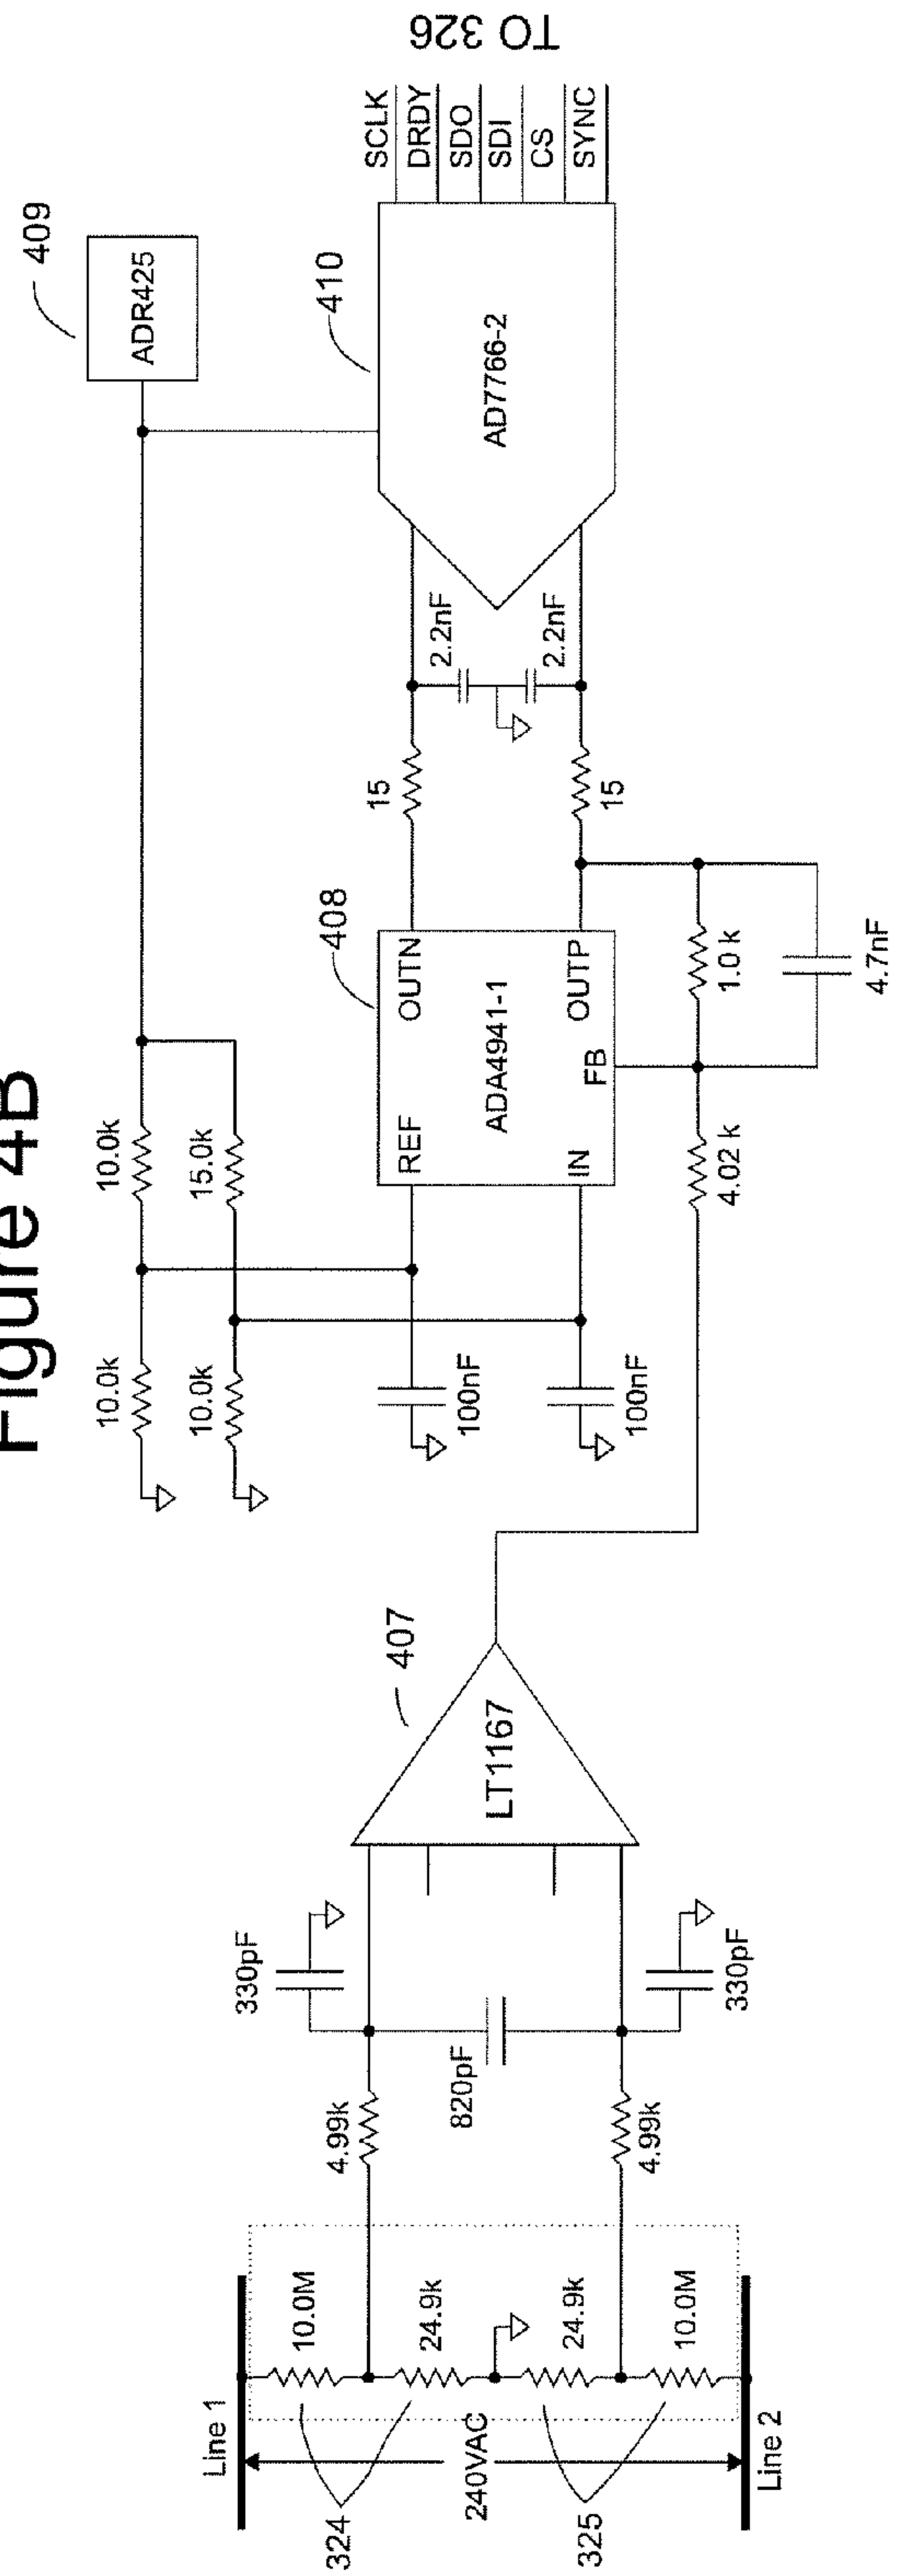 Figure 4B
Line 1
Line 2
240VAC
324
325
10.0M
24.9k
24.9k
10.0M
4.99k
4.99k
330pF
820pF
330pF
LT1167
407
10.0k
10.0k
10.0k
15.0k
100nF
100nF
408
REF
OUTN
ADA4941-1
IN
FB
OUTP
4.02 k
1.0 k
4.7nF
15
15
2.2nF
2.2nF
409
ADR425
410
AD7766-2
SCLK
DRDY
SDO
SDI
CS
SYNC
TO 326